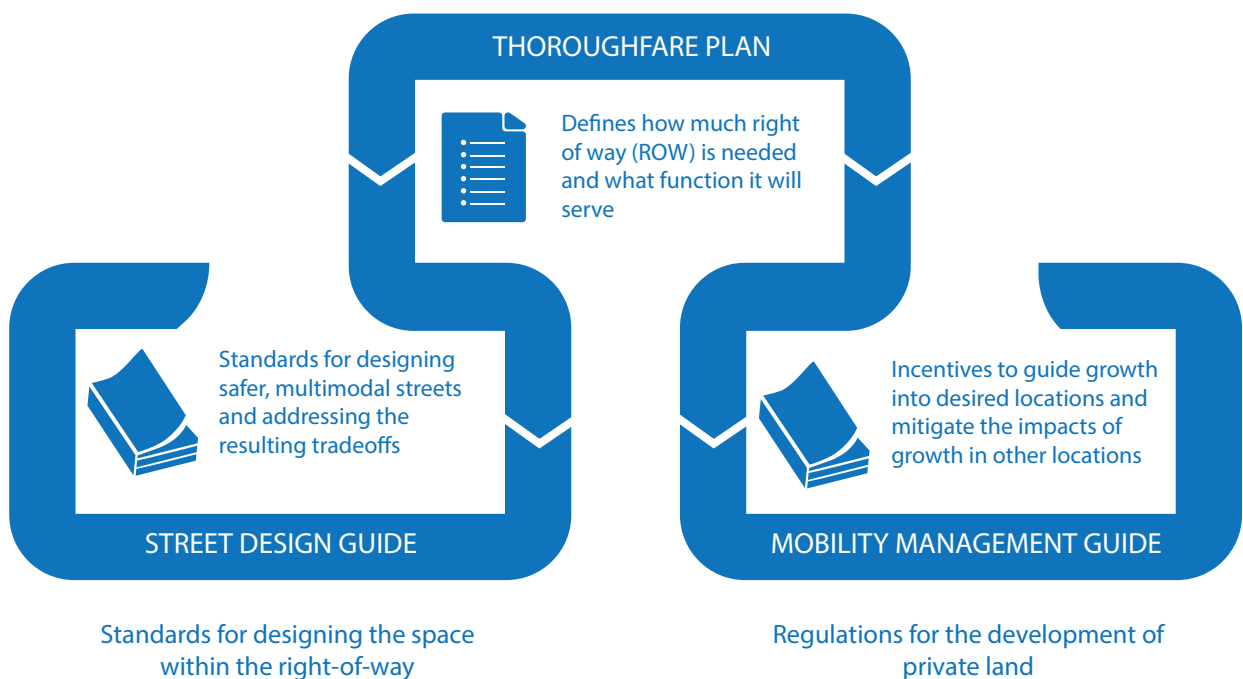 THOROUGHFARE PLAN
Defines how much right
of way (ROW) is needed
and what function it will
serve
Standards for designing
safer, multimodal streets
and addressing the
resulting tradeoffs
STREET DESIGN GUIDE
Standards for designing the space
within the right-of-way
Incentives to guide growth
into desired locations and
mitigate the impacts of
growth in other locations
MOBILITY MANAGEMENT GUIDE
Regulations for the development of
private land